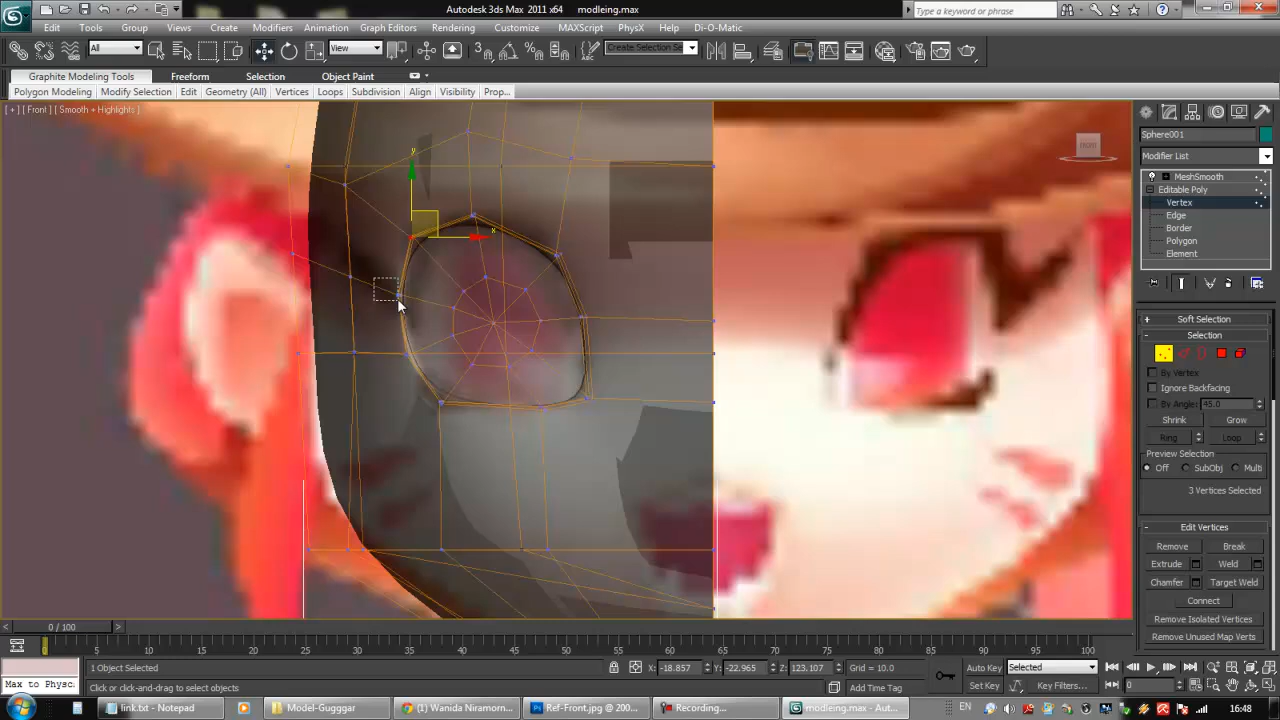 Autodesk 3ds Max 2011 x64 modleing.max
Type a keyword or phrase
Edit Tools Group Views Create Modifiers Animation Graph Editors Rendering Customize MAXScript PhysX Di-O-Matic
All View Create Selection Se
Graphite Modeling Tools Freeform Selection Object Paint
Polygon Modeling Modify Selection Edit Geometry (All) Vertices Loops Subdivision Align Visibility Prop...
[ + ] [ Front ] [ Smooth + Highlights ]
y
x
Sphere001
Modifier List
MeshSmooth
Editable Poly
Vertex
Edge
Border
Polygon
Element
Soft Selection
Selection
By Vertex
Ignore Backfacing
By Angle: 45.0
Shrink Grow
Ring Loop
Preview Selection
Off SubObj Multi
3 Vertices Selected
Edit Vertices
Remove Break
Extrude Weld
Chamfer Target Weld
Connect
Remove Isolated Vertices
Remove Unused Map Verts
0 / 100
0 5 10 15 20 25 30 35 40 45 50 55 60 65 70 75 80 85 90 95 100
1 Object Selected X: -18.857 Y: -22.965 Z: 123.107 Grid = 10.0 Auto Key Selected
Max to Physc Click or click-and-drag to select objects Add Time Tag Set Key Key Filters... 0
link.txt - Notepad Model-Gugggar (1) Wanida Niramorn... Ref-Front.jpg @ 200... Recording... modleing.max - Aut... EN 16:48